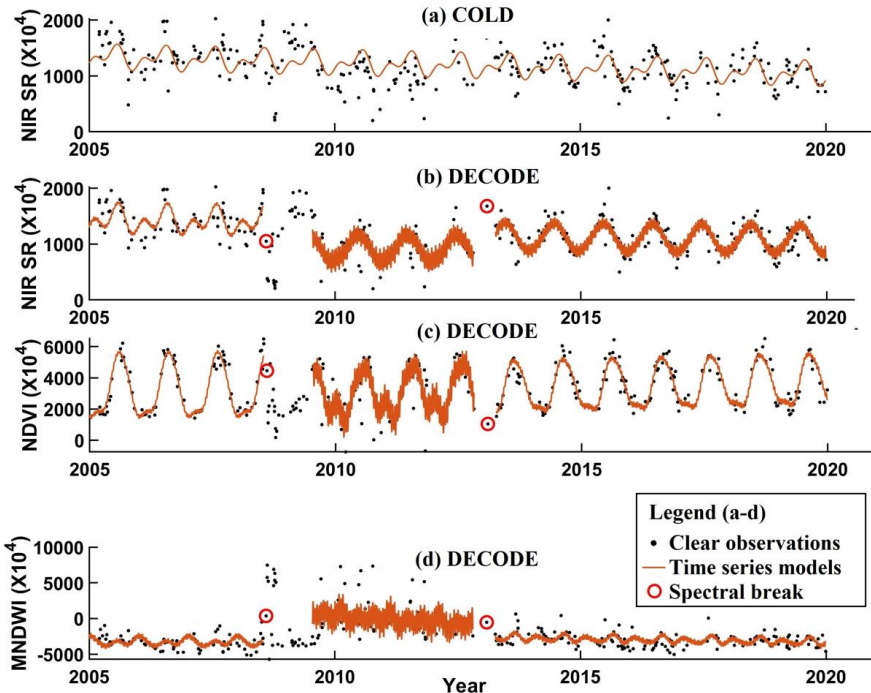 (a) COLD
NIR SR (X10⁴)
2000
1000
0
2005
2010
2015
2020
(b) DECODE
NIR SR (X10⁴)
2000
1000
0
2005
2010
2015
2020
(c) DECODE
NDVI (X10⁴)
6000
4000
2000
0
2005
2010
2015
2020
Legend (a-d)
Clear observations
Time series models
Spectral break
(d) DECODE
MNDWI (X10⁴)
10000
5000
0
-5000
2005
2010
2015
2020
Year